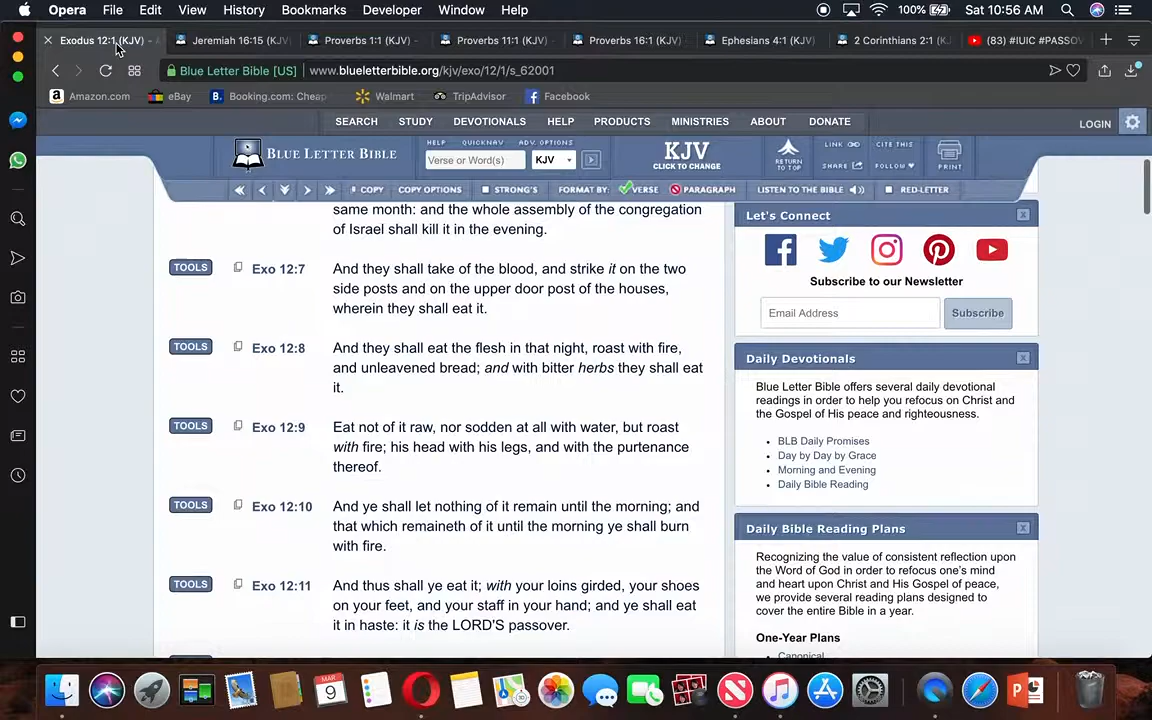 Opera File Edit View History Bookmarks Developer Window Help 100% Sat 10:56 AM
Exodus 12:1 (KJV) - Jeremiah 16:15 (KJV Proverbs 1:1 (KJV) - Proverbs 11:1 (KJV) Proverbs 16:1 (KJV) Ephesians 4:1 (KJV) 2 Corinthians 2:1 (KJ (83) #IUIC #PASSOV
Blue Letter Bible [US] www.blueletterbible.org/kjv/exo/12/1/s_62001
Amazon.com eBay Booking.com: Cheap Walmart TripAdvisor Facebook
SEARCH STUDY DEVOTIONALS HELP PRODUCTS MINISTRIES ABOUT DONATE LOGIN
BLUE LETTER BIBLE
HELP QUICKNAV ADV. OPTIONS
Verse or Word(s) KJV
KJV
CLICK TO CHANGE
RETURN
TO TOP
LINK CITE THIS
SHARE FOLLOW
PRINT
COPY COPY OPTIONS STRONG'S FORMAT BY: VERSE PARAGRAPH LISTEN TO THE BIBLE RED-LETTER
same month: and the whole assembly of the congregation
of Israel shall kill it in the evening.
TOOLS Exo 12:7 And they shall take of the blood, and strike it on the two
side posts and on the upper door post of the houses,
wherein they shall eat it.
TOOLS Exo 12:8 And they shall eat the flesh in that night, roast with fire,
and unleavened bread; and with bitter herbs they shall eat
it.
TOOLS Exo 12:9 Eat not of it raw, nor sodden at all with water, but roast
with fire; his head with his legs, and with the purtenance
thereof.
TOOLS Exo 12:10 And ye shall let nothing of it remain until the morning; and
that which remaineth of it until the morning ye shall burn
with fire.
TOOLS Exo 12:11 And thus shall ye eat it; with your loins girded, your shoes
on your feet, and your staff in your hand; and ye shall eat
it in haste: it is the LORD'S passover.
Let's Connect
Subscribe to our Newsletter
Email Address Subscribe
Daily Devotionals
Blue Letter Bible offers several daily devotional
readings in order to help you refocus on Christ and
the Gospel of His peace and righteousness.
BLB Daily Promises
Day by Day by Grace
Morning and Evening
Daily Bible Reading
Daily Bible Reading Plans
Recognizing the value of consistent reflection upon
the Word of God in order to refocus one's mind
and heart upon Christ and His Gospel of peace,
we provide several reading plans designed to
cover the entire Bible in a year.
One-Year Plans
Canonical
MAR
9